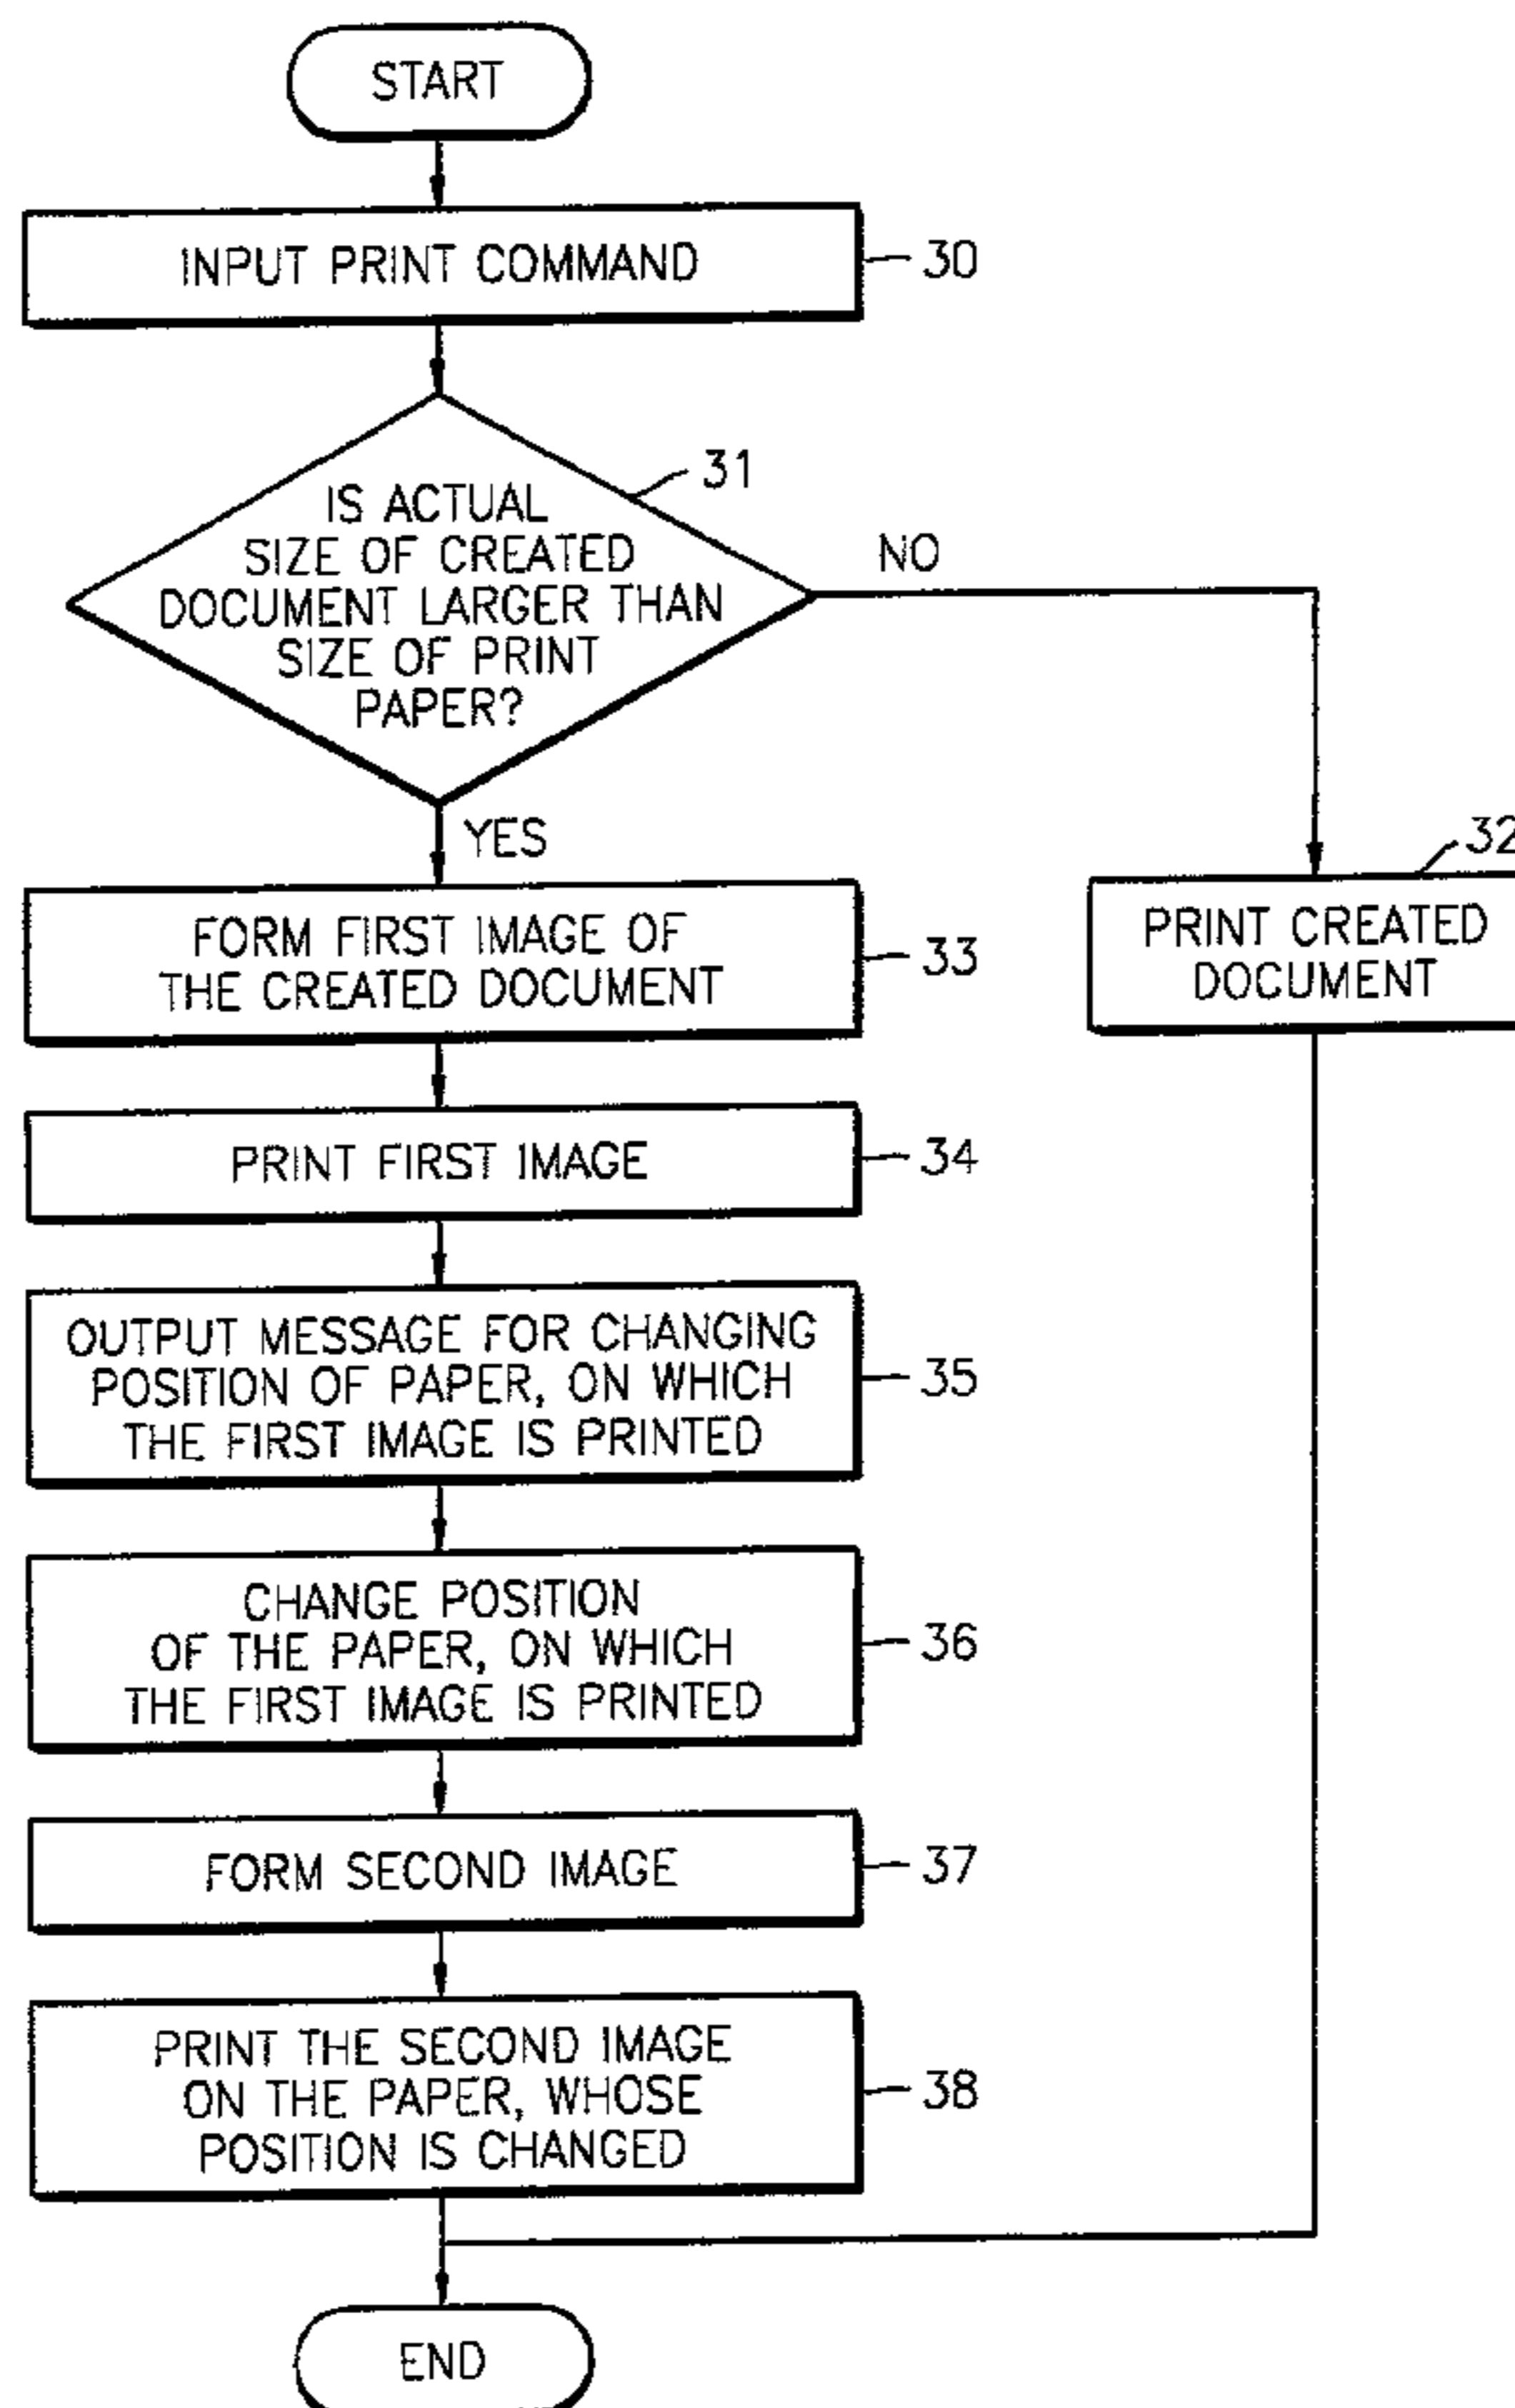 START
INPUT PRINT COMMAND
30
IS ACTUAL
SIZE OF CREATED
DOCUMENT LARGER THAN
SIZE OF PRINT
PAPER?
31
NO
YES
32
PRINT CREATED
DOCUMENT
FORM FIRST IMAGE OF
THE CREATED DOCUMENT
33
PRINT FIRST IMAGE
34
OUTPUT MESSAGE FOR CHANGING
POSITION OF PAPER, ON WHICH
THE FIRST IMAGE IS PRINTED
35
CHANGE POSITION
OF THE PAPER, ON WHICH
THE FIRST IMAGE IS PRINTED
36
FORM SECOND IMAGE
37
PRINT THE SECOND IMAGE
ON THE PAPER, WHOSE
POSITION IS CHANGED
38
END